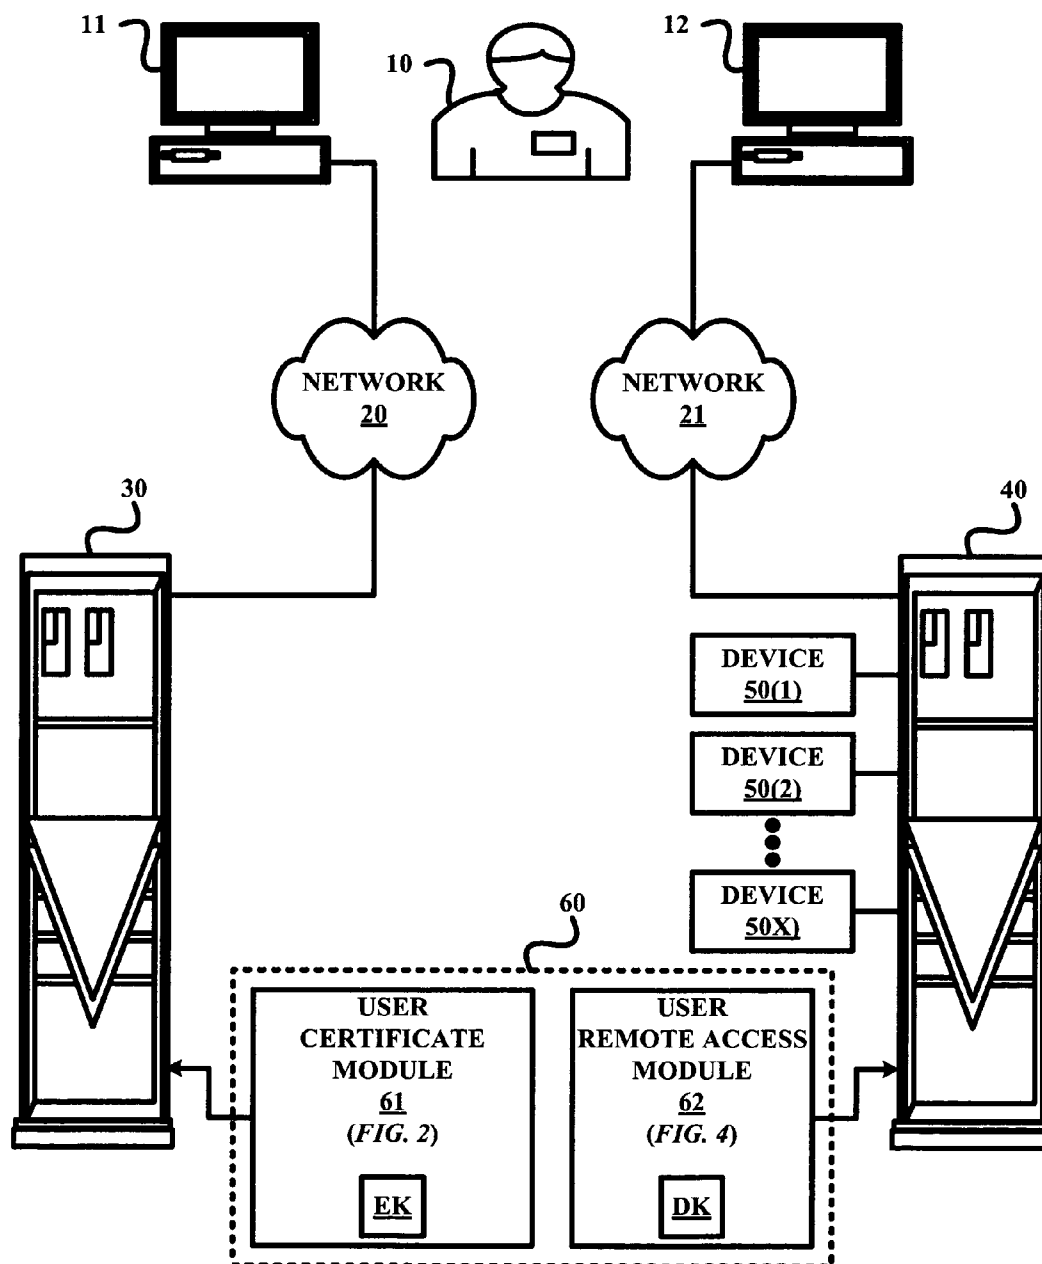 11
10
12
NETWORK
20
NETWORK
21
30
40
DEVICE
50(1)
DEVICE
50(2)
DEVICE
50X)
60
USER
CERTIFICATE
MODULE
61
(FIG. 2)
EK
USER
REMOTE ACCESS
MODULE
62
(FIG. 4)
DK